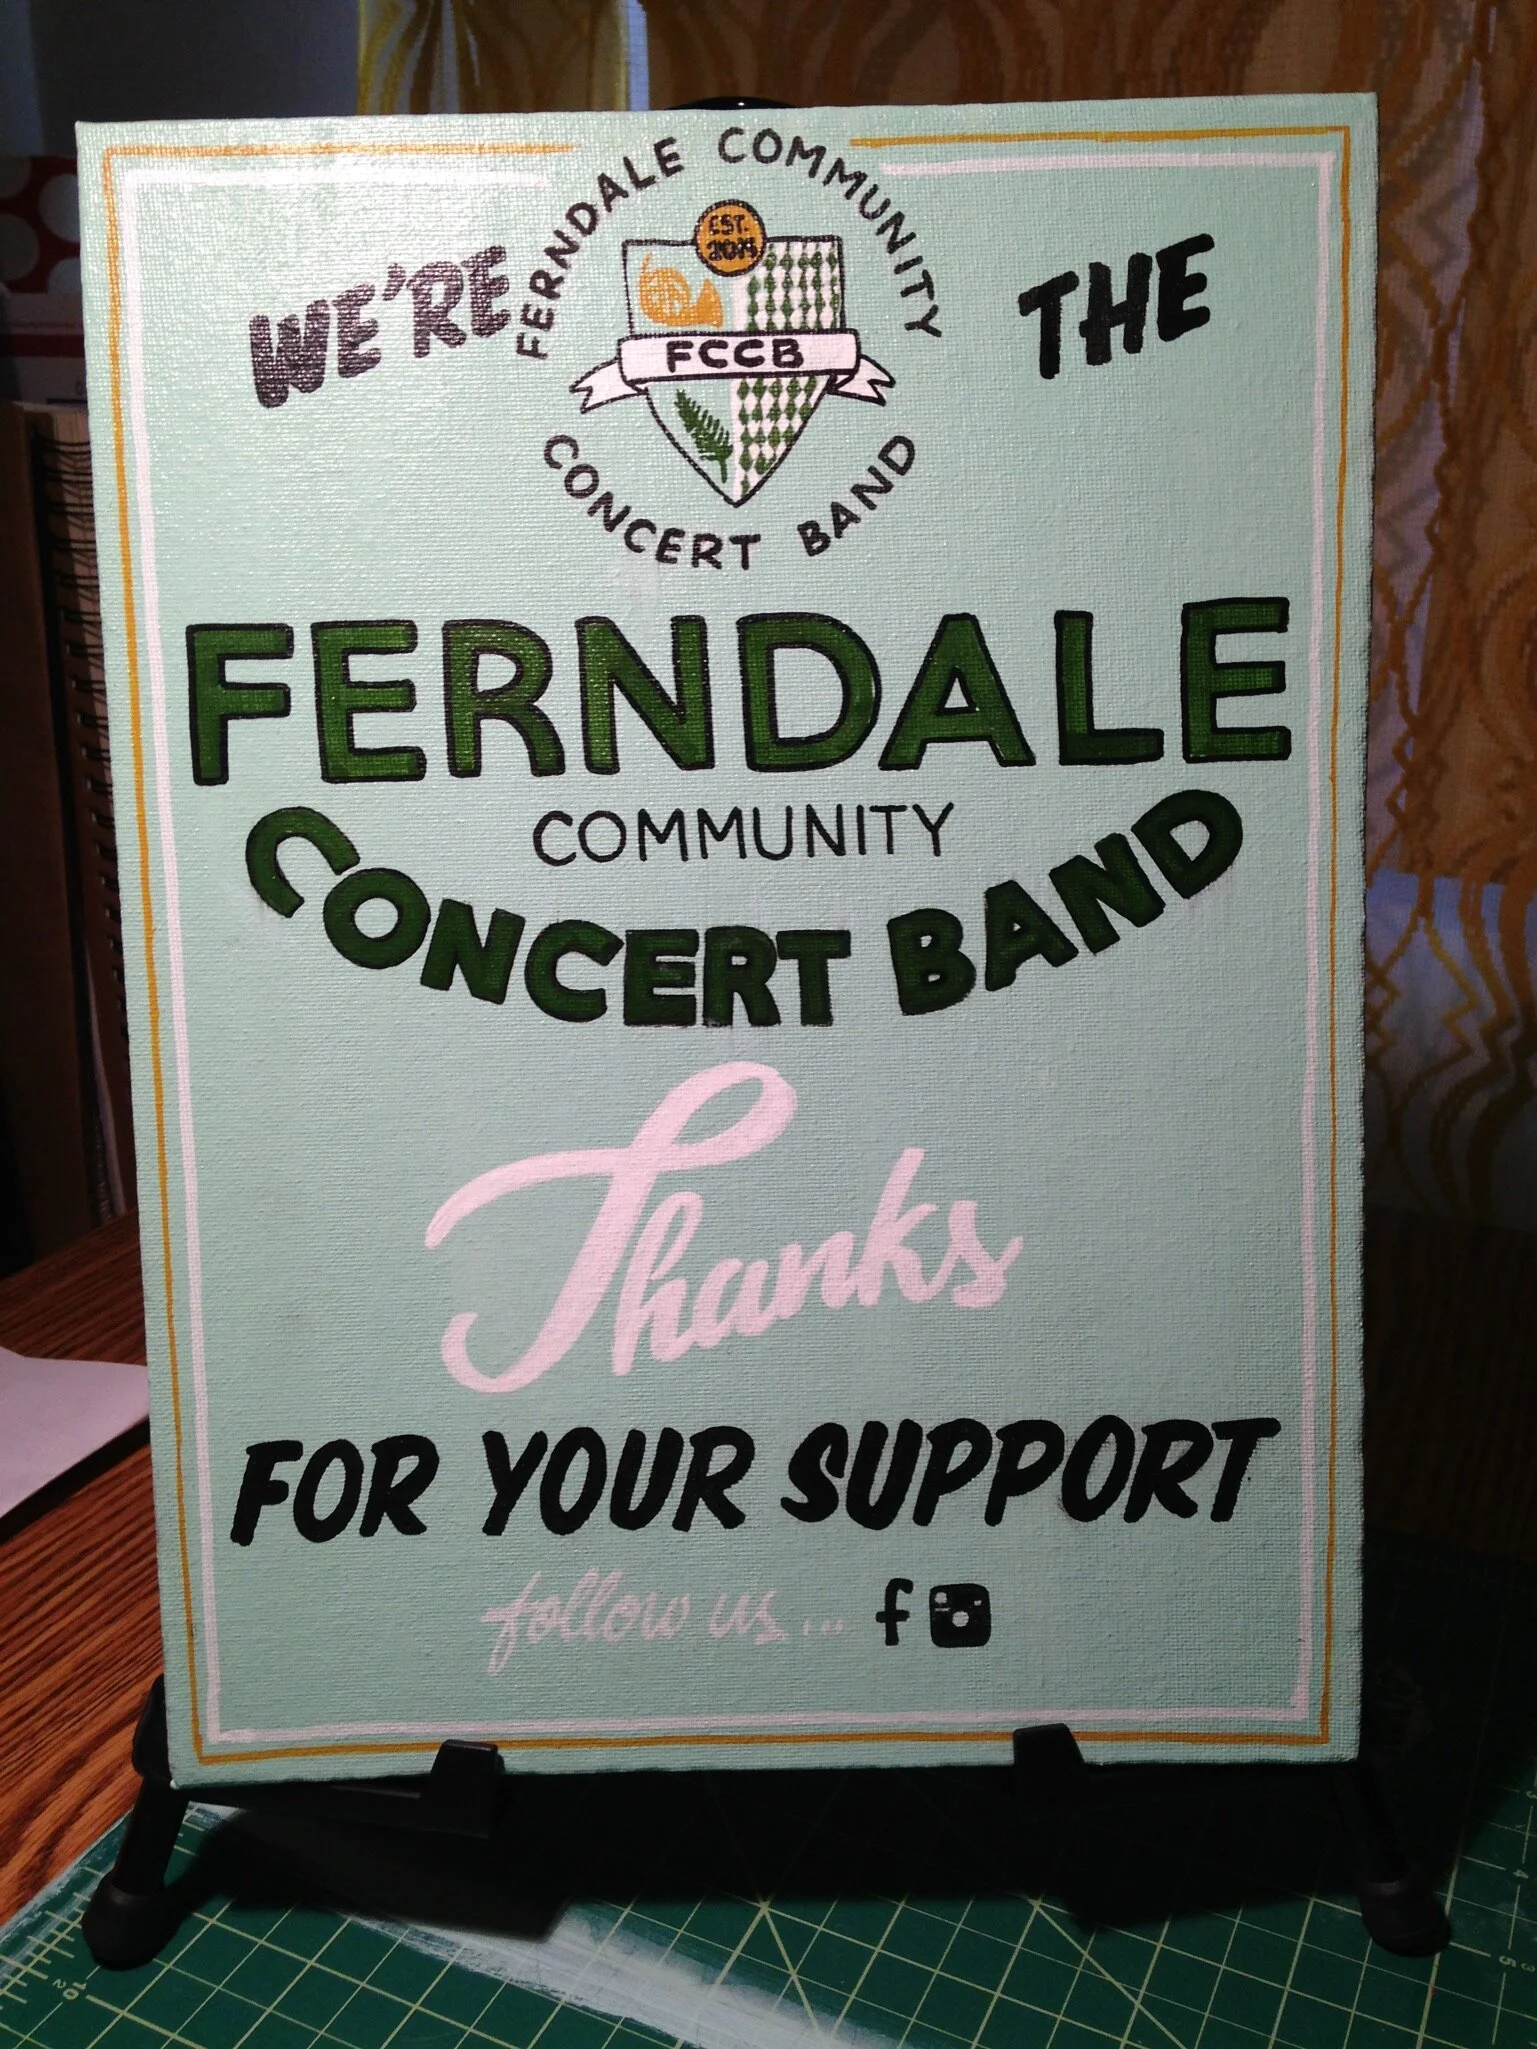 FERNDALE COMMUNITY
EST.
WE'RE
THE
FCCB
CONCERT BAND
FERNDALE
COMMUNITY
CONCERT BAND
Thanks
FOR YOUR SUPPORT
follow us... f